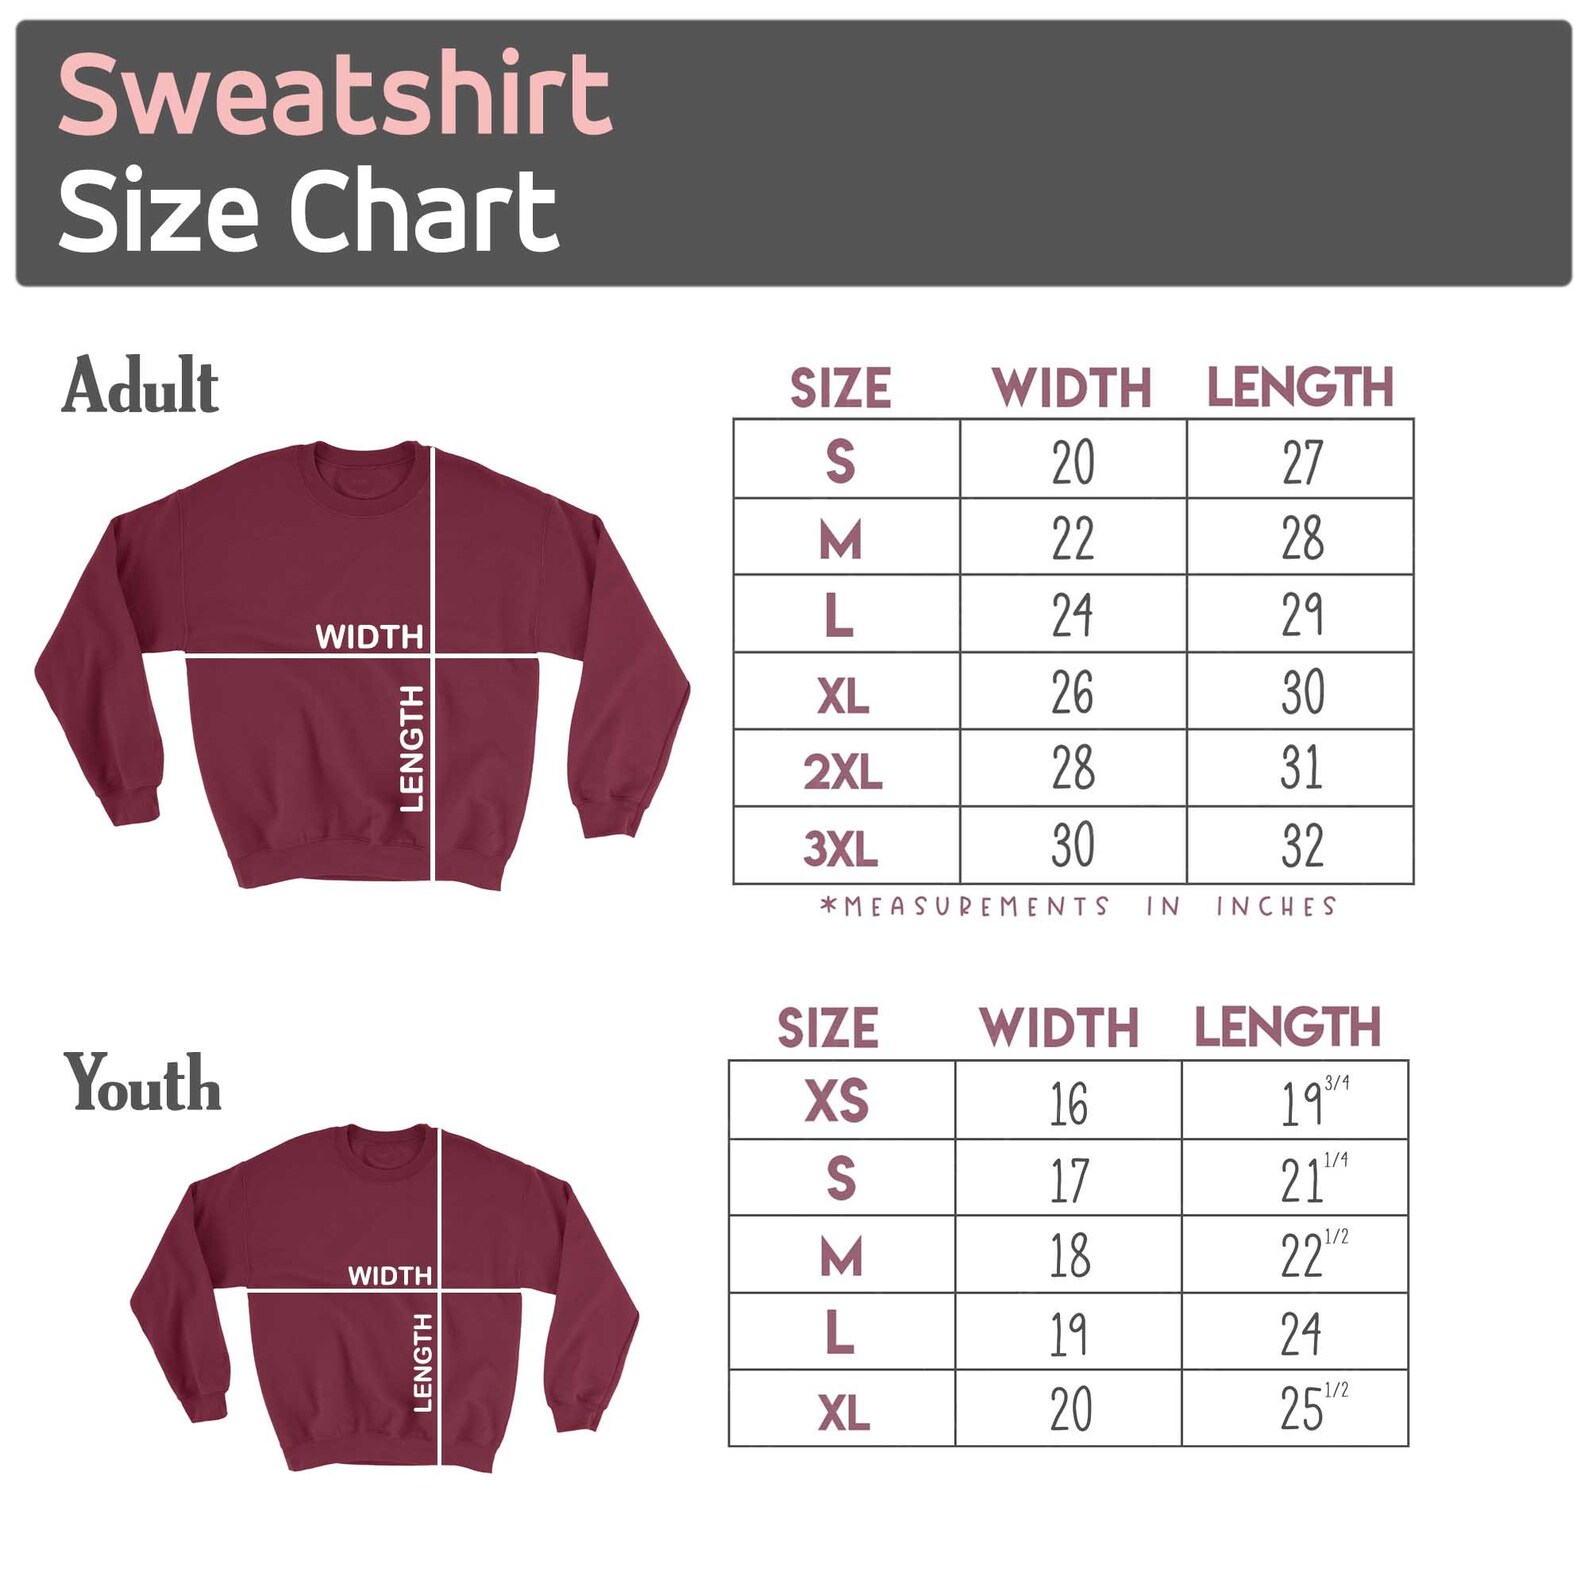 Sweatshirt
Size Chart
Adult
WIDTH
LENGTH
SIZE WIDTH LENGTH
S 20 27
M 22 28
L 24 29
XL 26 30
2XL 28 31
3XL 30 32
*MEASUREMENTS IN INCHES
Youth
WIDTH
LENGTH
SIZE WIDTH LENGTH
XS 16 19 3/4
S 17 21 1/4
M 18 22 1/2
L 19 24
XL 20 25 1/2